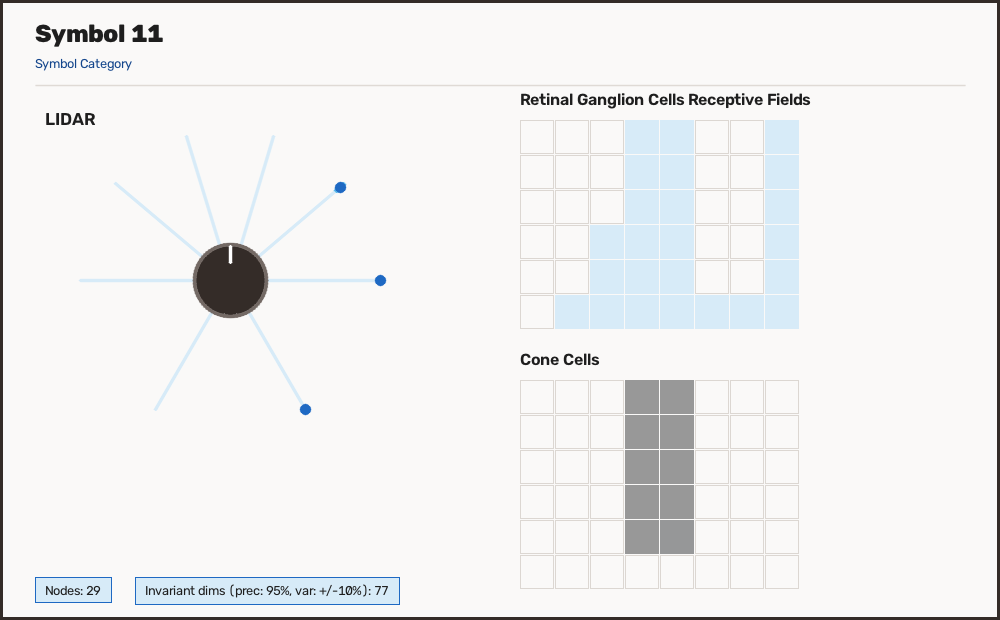 Symbol 11
Symbol Category
LIDAR
Retinal Ganglion Cells Receptive Fields
Cone Cells
Nodes: 29
Invariant dims (prec: 95%, var: +/-10%): 77